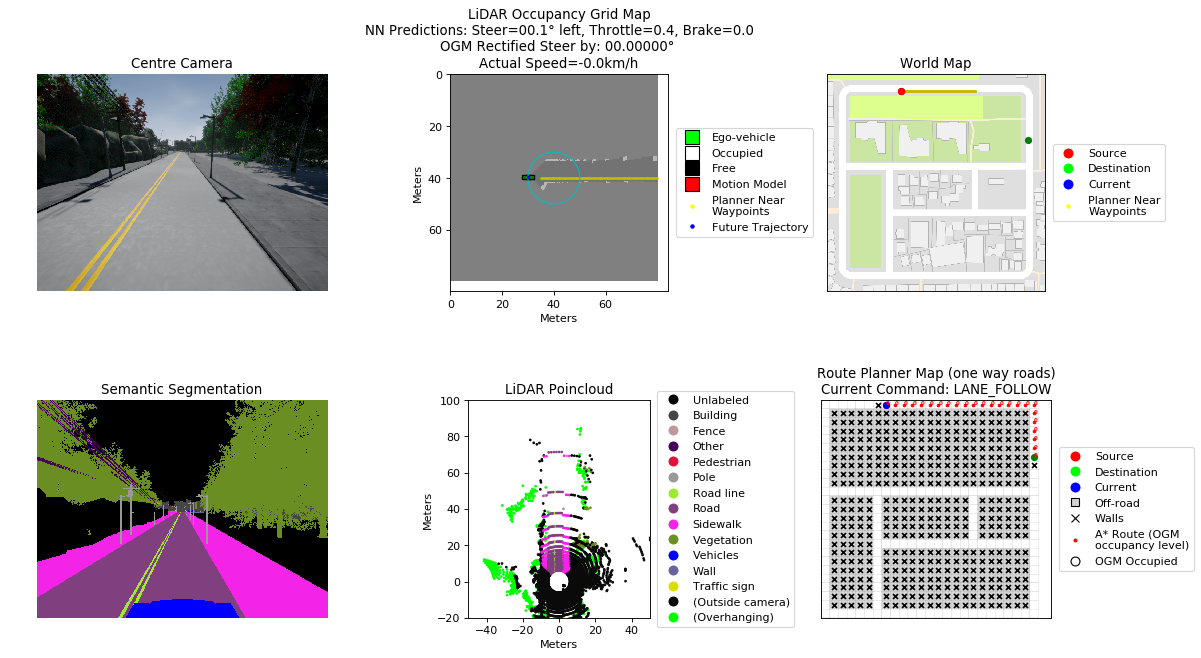 LiDAR Occupancy Grid Map
NN Predictions: Steer=00.1° left, Throttle=0.4, Brake=0.0
OGM Rectified Steer by: 00.00000°
Actual Speed=-0.0km/h
Centre Camera
World Map
0
20
40
60
Meters
0
20
40
60
Meters
Ego-vehicle
Occupied
Free
Motion Model
Planner Near
Waypoints
Future Trajectory
Source
Destination
Current
Planner Near
Waypoints
Semantic Segmentation
LiDAR Poincloud
Route Planner Map (one way roads)
Current Command: LANE_FOLLOW
100
80
60
40
20
0
−20
Meters
−40
−20
0
20
40
Meters
Unlabeled
Building
Fence
Other
Pedestrian
Pole
Road line
Road
Sidewalk
Vegetation
Vehicles
Wall
Traffic sign
(Outside camera)
(Overhanging)
Source
Destination
Current
Off-road
Walls
A* Route (OGM
occupancy level)
OGM Occupied